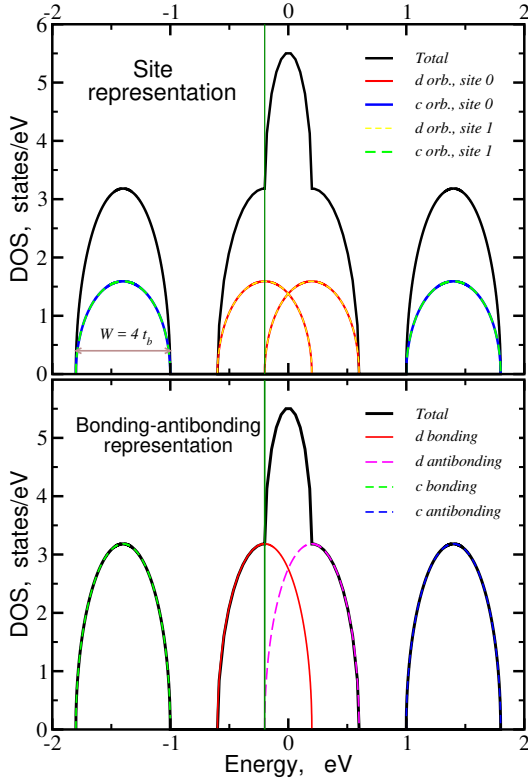 -2 -1 0 1 2
6
5
4
3
2
1
0
DOS, states/eV
Site
representation
Total
d orb., site 0
c orb., site 0
d orb., site 1
c orb., site 1
W = 4 t_b
5
4
3
2
1
0
DOS, states/eV
Bonding-antibonding
representation
Total
d bonding
d antibonding
c bonding
c antibonding
-2 -1 0 1 2
Energy, eV